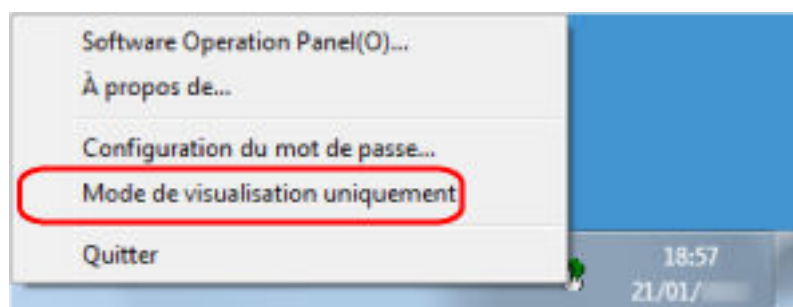 Software Operation Panel(O)...
À propos de...
Configuration du mot de passe...
Mode de visualisation uniquement
Quitter
18:57
21/01/